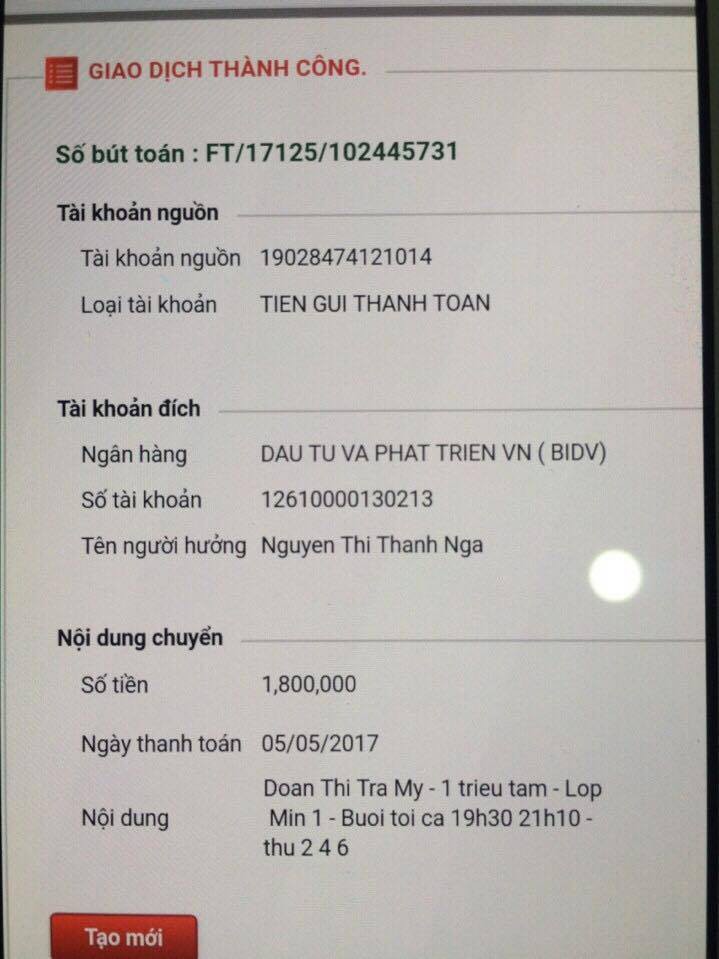 GIAO DỊCH THÀNH CÔNG.
Số bút toán : FT/17125/102445731
Tài khoản nguồn
Tài khoản nguồn 19028474121014
Loại tài khoản TIEN GUI THANH TOAN
Tài khoản đích
Ngân hàng DAU TU VA PHAT TRIEN VN ( BIDV)
Số tài khoản 12610000130213
Tên người hưởng Nguyen Thi Thanh Nga
Nội dung chuyển
Số tiền 1,800,000
Ngày thanh toán 05/05/2017
Nội dung Doan Thi Tra My - 1 trieu tam - Lop
Min 1 - Buoi toi ca 19h30 21h10 -
thu 2 4 6
Tạo mới